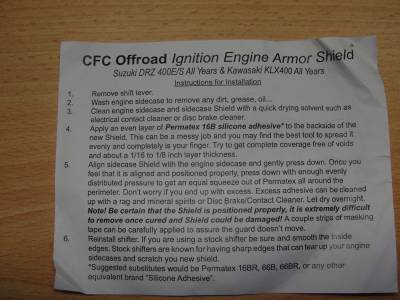 CFC Offroad Ignition Engine Armor Shield
Suzuki DRZ 400E/S All Years & Kawasaki KLX400 All Years
Instructions for Installation
1. Remove shift lever.
2. Wash engine sidecase to remove any dirt, grease, oil...
3. Clean engine sidecase and sidecase Shield with a quick drying solvent such as
electrical contact cleaner or disc brake cleaner.
4. Apply an even layer of Permatex 16B silicone adhesive* to the backside of the
new Shield. This can be a messy job and you may find the best tool to spread it
evenly and completely is your finger. Try to get complete coverage free of voids
and about a 1/16 to 1/8 inch layer thickness.
5. Align sidecase Shield with the engine sidecase and gently press down. Once you
feel that it is aligned and positioned properly, press down with enough evenly
distributed pressure to get an equal squeeze out of Permatex all around the
perimeter. Don't worry if you end up with excess. Excess adhesive can be cleaned
up with a rag and mineral spirits or Disc Brake/Contact Cleaner. Let dry overnight.
Note! Be certain that the Shield is positioned properly, it is extremely difficult
to remove once cured and Shield could be damaged! A couple strips of masking
tape can be carefully applied to assure the guard doesn't move.
6. Reinstall shifter. If you are using a stock shifter be sure and smooth the inside
edges. Stock shifters are known for having sharp edges that can tear up your engine
sidecases and scratch you new shield.
*Suggested substitutes would be Permatex 16BR, 66B, 66BR, or any other
equivalent brand "Silicone Adhesive".